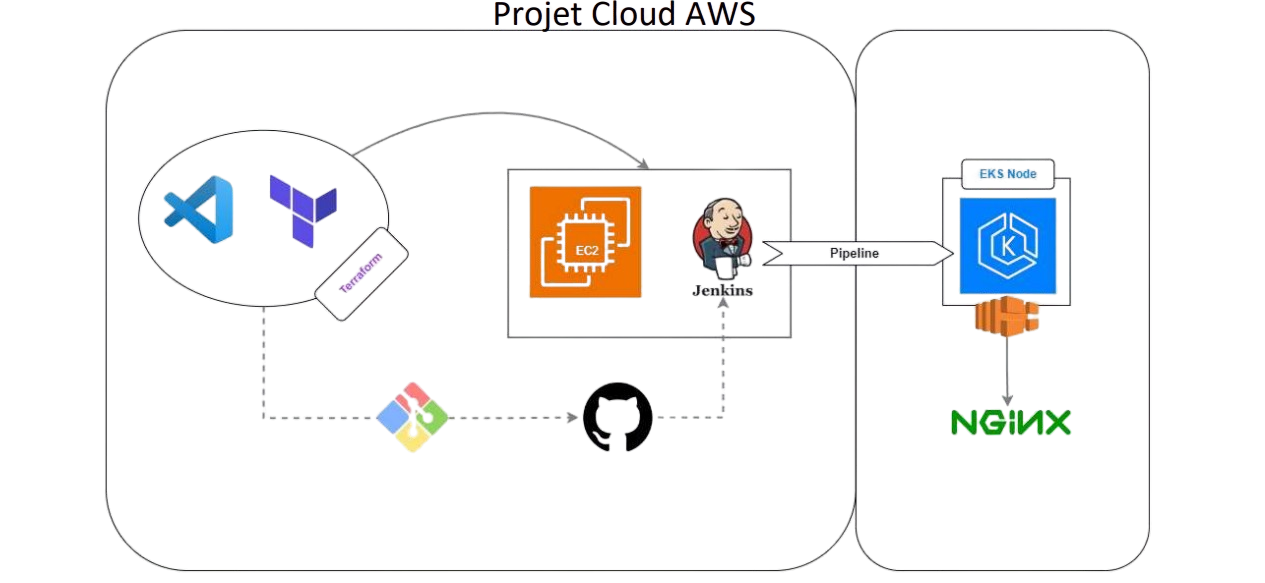 Projet Cloud AWS
EKS Node
EC2
K
Terraform
Pipeline
Jenkins
NGiNX